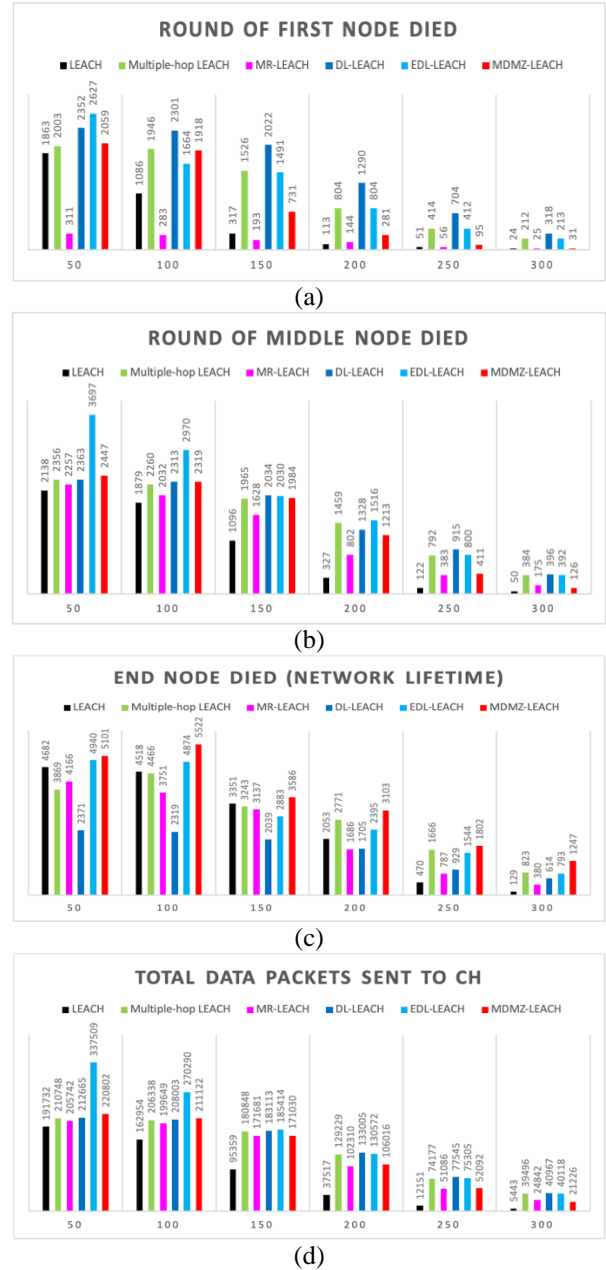 ROUND OF FIRST NODE DIED
LEACH Multiple-hop LEACH MR-LEACH DL-LEACH EDL-LEACH MDMZ-LEACH
1863 2003 311 2352 2627 2059 1086 1946 283 2301 1664 1918 317 1526 193 2022 1491 731 113 804 144 1290 804 281 51 414 56 704 412 95 24 212 25 318 213 31
50 100 150 200 250 300
(a)
ROUND OF MIDDLE NODE DIED
LEACH Multiple-hop LEACH MR-LEACH DL-LEACH EDL-LEACH MDMZ-LEACH
2138 2356 2257 2363 3697 2447 1879 2260 2032 2313 2970 2319 1096 1965 1628 2034 2030 1984 327 1459 802 1328 1516 1213 122 792 383 915 800 411 50 384 175 396 392 126
50 100 150 200 250 300
(b)
END NODE DIED (NETWORK LIFETIME)
LEACH Multiple-hop LEACH MR-LEACH DL-LEACH EDL-LEACH MDMZ-LEACH
4682 3869 4166 2371 4940 5101 4518 4466 3751 2319 4874 5522 3351 3243 3137 2039 2883 3586 2053 2771 1686 1705 2395 3103 470 1666 787 929 1544 1802 129 823 380 614 793 1247
50 100 150 200 250 300
(c)
TOTAL DATA PACKETS SENT TO CH
LEACH Multiple-hop LEACH MR-LEACH DL-LEACH EDL-LEACH MDMZ-LEACH
191732 210748 205742 212665 337509 220802 162954 206338 199649 208003 270290 211122 95359 180848 171681 183113 185414 171030 37517 129229 102310 133005 130572 106016 12151 74177 51086 77545 75305 52092 5443 39496 24842 40967 40118 21226
50 100 150 200 250 300
(d)